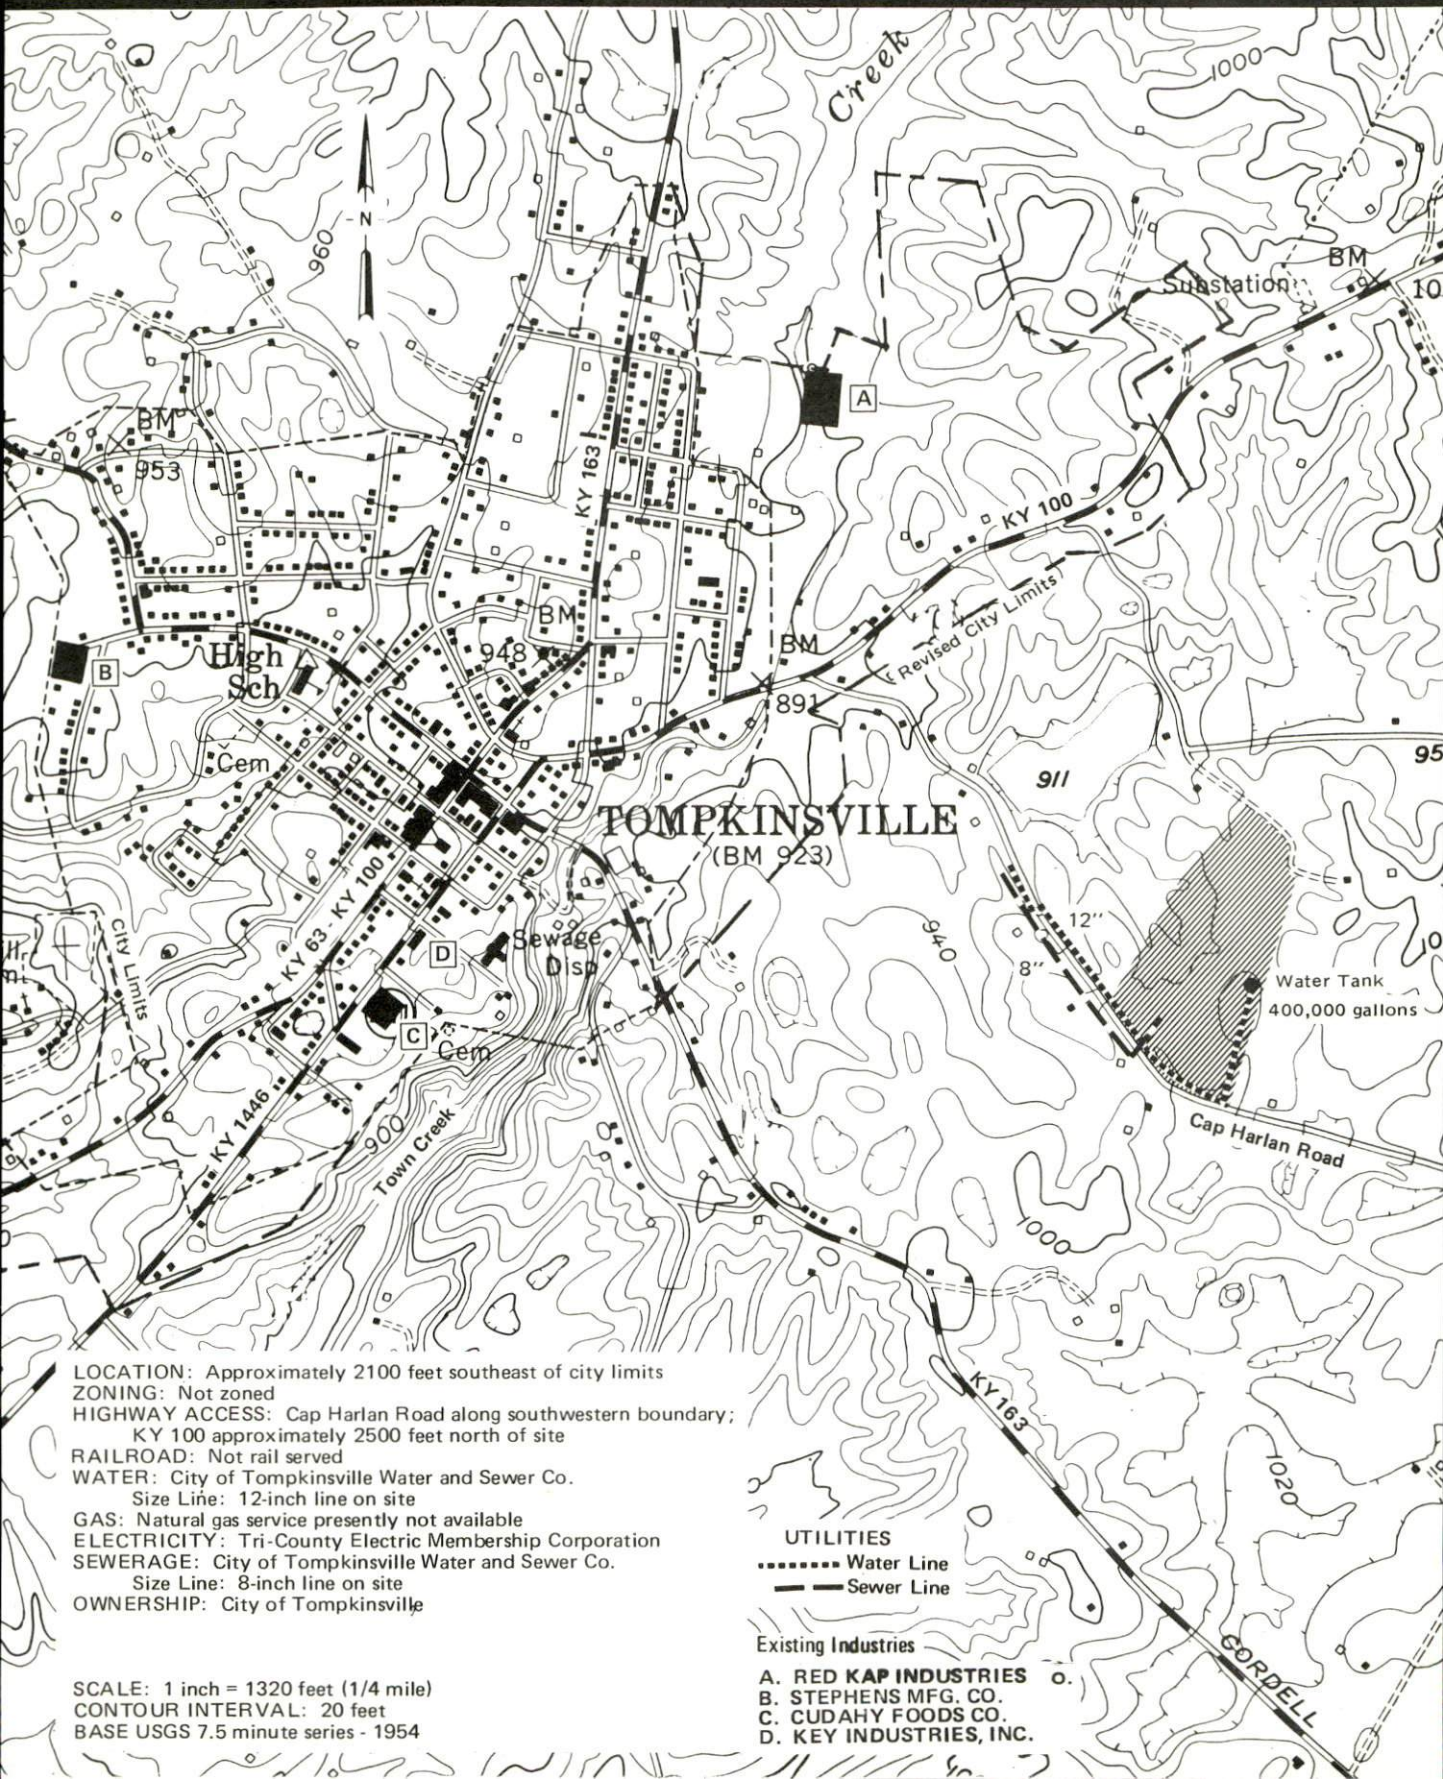 Creek
1000
N
960
BM
10
Substation
A
BM
953
KY 163
KY 100
BM
948
Revised City Limits
BM
891
High
Sch
B
Cem
911
95
TOMPKINSVILLE
(BM 923)
KY 63 - KY 100
12"
940
8"
City Limits
D
Sewage
Disp
Water Tank
400,000 gallons
C
Cem
KY 1446
900
Town Creek
Cap Harlan Road
1000
LOCATION: Approximately 2100 feet southeast of city limits
ZONING: Not zoned
HIGHWAY ACCESS: Cap Harlan Road along southwestern boundary;
KY 100 approximately 2500 feet north of site
RAILROAD: Not rail served
WATER: City of Tompkinsville Water and Sewer Co.
Size Line: 12-inch line on site
GAS: Natural gas service presently not available
ELECTRICITY: Tri-County Electric Membership Corporation
SEWERAGE: City of Tompkinsville Water and Sewer Co.
Size Line: 8-inch line on site
OWNERSHIP: City of Tompkinsville
KY 163
1020
UTILITIES
Water Line
Sewer Line
CORDELL
Existing Industries
A. RED KAP INDUSTRIES
B. STEPHENS MFG. CO.
C. CUDAHY FOODS CO.
D. KEY INDUSTRIES, INC.
SCALE: 1 inch = 1320 feet (1/4 mile)
CONTOUR INTERVAL: 20 feet
BASE USGS 7.5 minute series - 1954